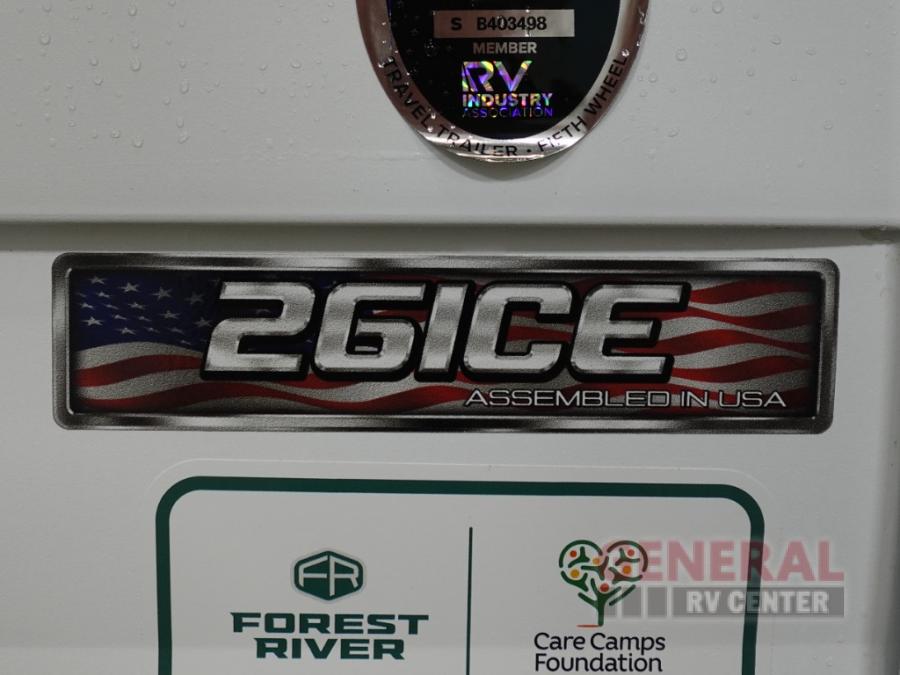 S B403498
MEMBER
RV
INDUSTRY
ASSOCIATION
TRAVEL TRAILER • FIFTH WHEEL
26ICE
ASSEMBLED IN USA
FR
FOREST
RIVER
Care Camps
Foundation
GENERAL
RV CENTER